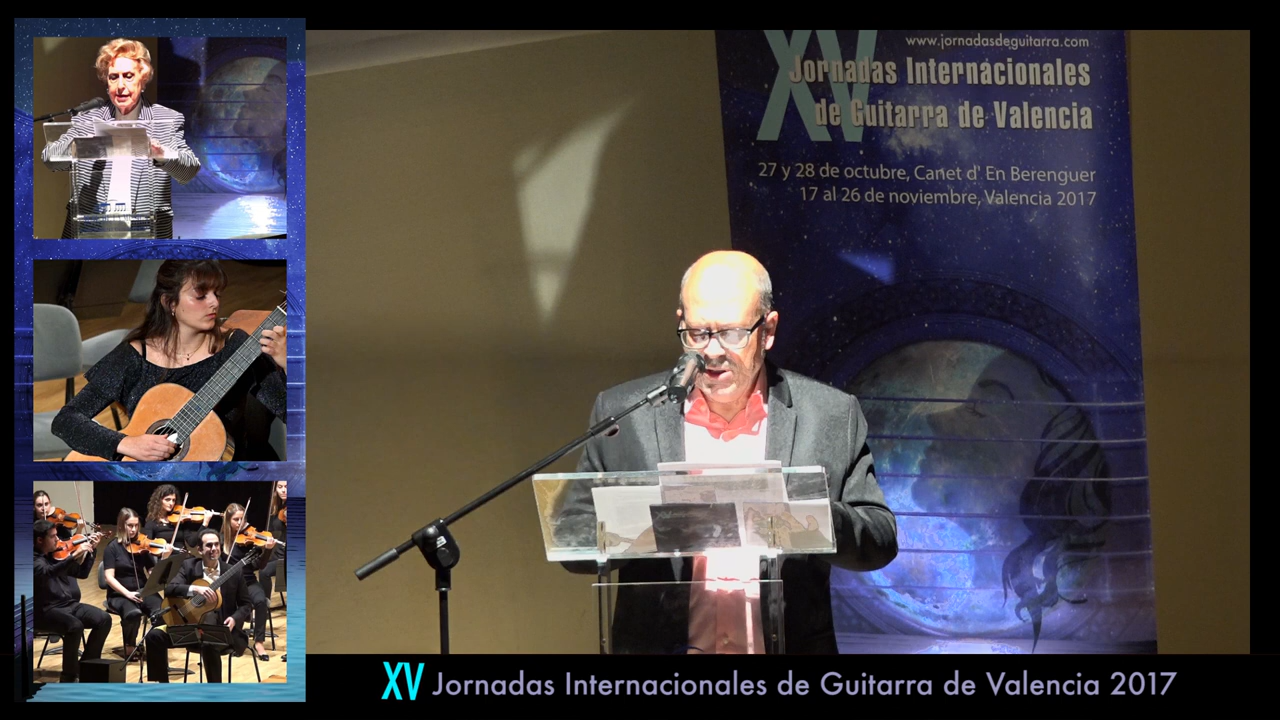 www.jornadasdeguitarra.com
XV Jornadas Internacionales
de Guitarra de Valencia
27 y 28 de octubre, Canet d' En Berenguer
17 al 26 de noviembre, Valencia 2017
XV Jornadas Internacionales de Guitarra de Valencia 2017